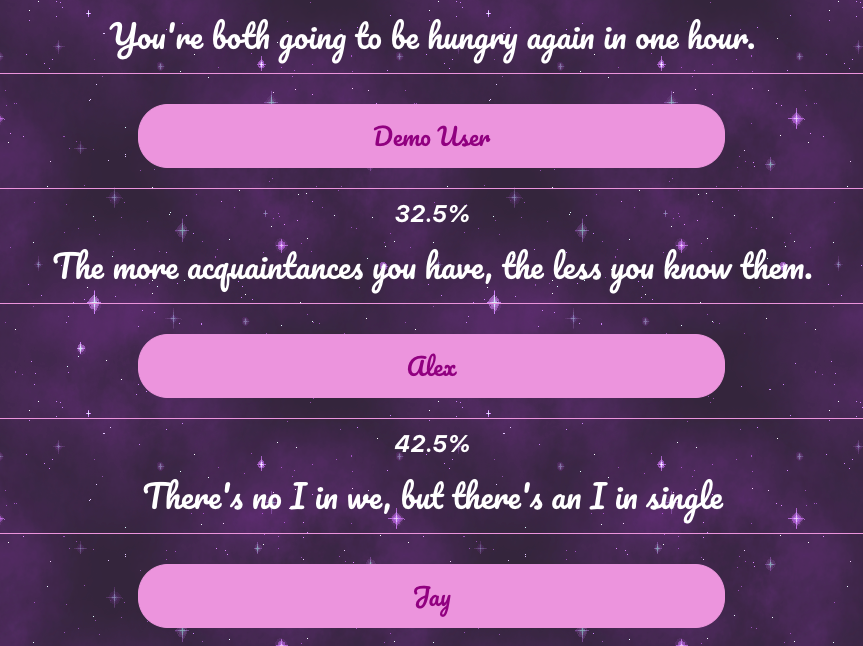 You're both going to be hungry again in one hour.
Demo User
32.5%
The more acquaintances you have, the less you know them.
Alex
42.5%
There's no I in we, but there's an I in single
Jay